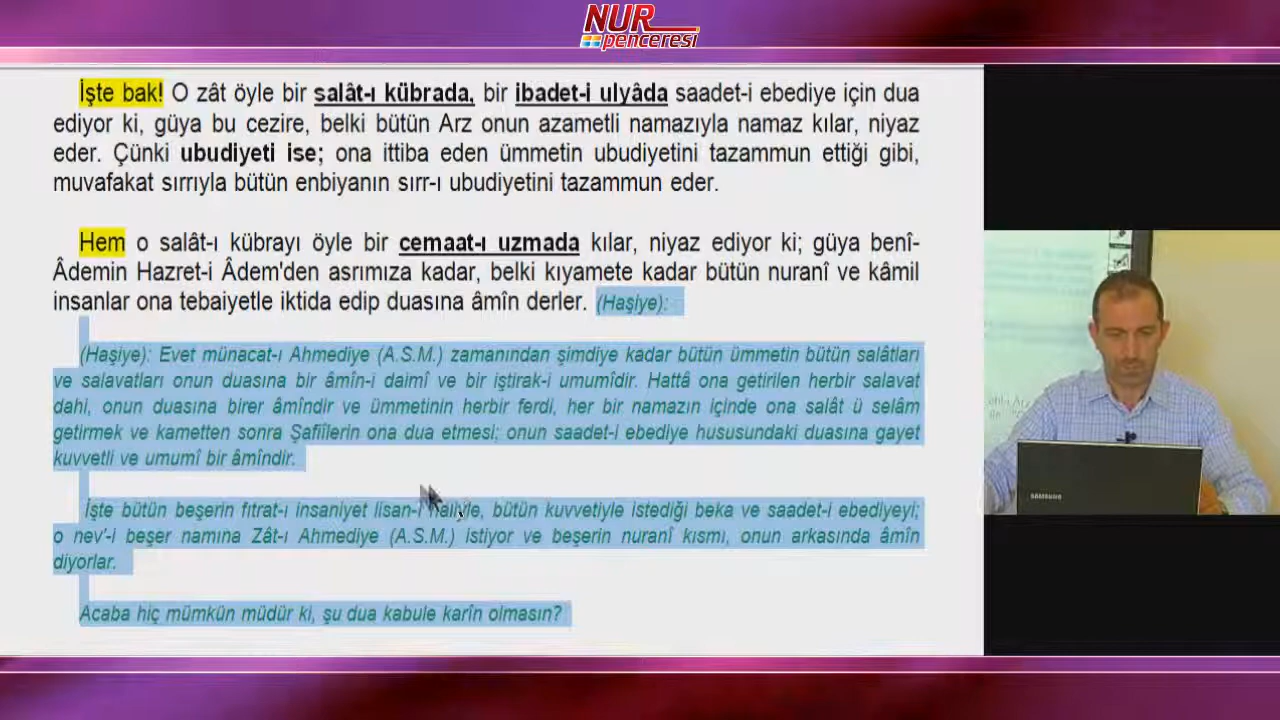 NUR
penceresi
İşte bak! O zât öyle bir salât-ı kübrada, bir ibadet-i ulyâda saadet-i ebediye için dua
ediyor ki, güya bu cezire, belki bütün Arz onun azametli namazıyla namaz kılar, niyaz
eder. Çünki ubudiyeti ise; ona ittiba eden ümmetin ubudiyetini tazammun ettiği gibi,
muvafakat sırrıyla bütün enbiyanın sırr-ı ubudiyetini tazammun eder.
Hem o salât-ı kübrayı öyle bir cemaat-ı uzmada kılar, niyaz ediyor ki; güya benî-
Âdemin Hazret-i Âdem'den asrımıza kadar, belki kıyamete kadar bütün nuranî ve kâmil
insanlar ona tebaiyetle iktida edip duasına âmîn derler. (Haşiye):
(Haşiye): Evet münacat-ı Ahmediye (A.S.M.) zamanından şimdiye kadar bütün ümmetin bütün salâtları
ve salavatları onun duasına bir âmîn-i daimî ve bir iştirak-i umumîdir. Hattâ ona getirilen herbir salavat
dahi, onun duasına birer âmîndir ve ümmetinin herbir ferdi, her bir namazın içinde ona salât ü selâm
getirmek ve kametten sonra Şafiîlerin ona dua etmesi; onun saadet-i ebediye hususundaki duasına gayet
kuvvetli ve umumî bir âmîndir.
İşte bütün beşerin fıtrat-ı insaniyet bütün kuvvetiyle istediği beka ve saadet-i ebediyeyi;
o nev'-i beşer namına Zât-ı Ahmediye (A.S.M.) istiyor ve beşerin nuranî kısmı, onun arkasında âmîn
diyorlar.
Acaba hiç mümkün müdür ki, şu dua kabule karîn olmasın?
SAMSUNG